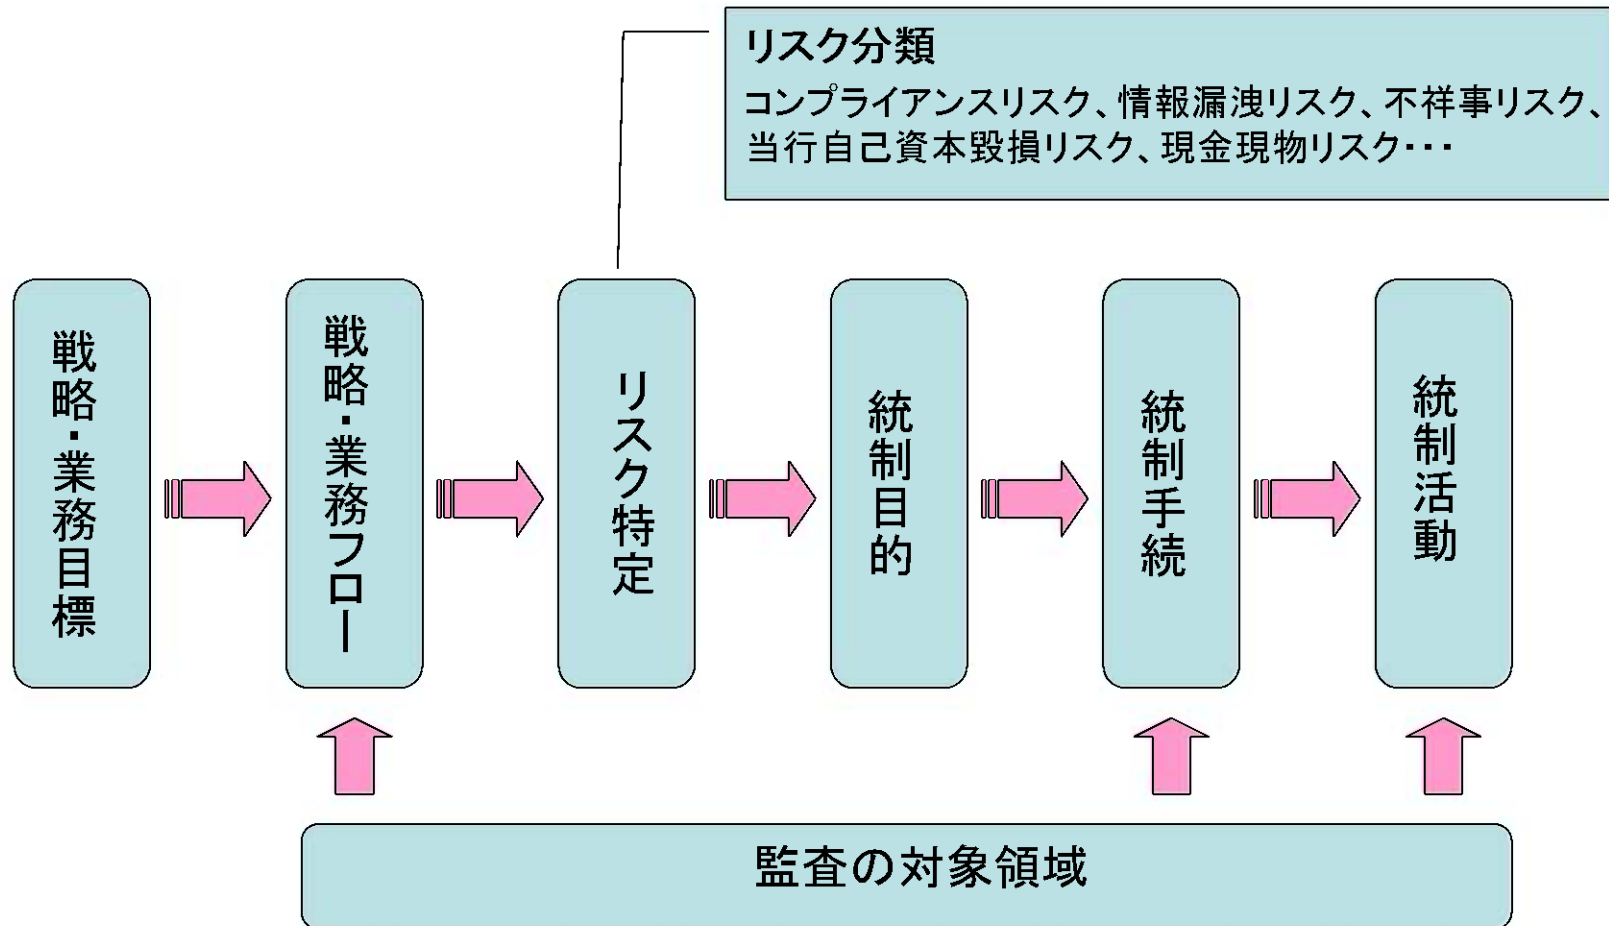 リスク分類
コンプライアンスリスク、情報漏洩リスク、不祥事リスク、
当行自己資本毀損リスク、現金現物リスク・・・
戦略・業務目標
戦略・業務フロー
リスク特定
統制目的
統制手続
統制活動
監査の対象領域